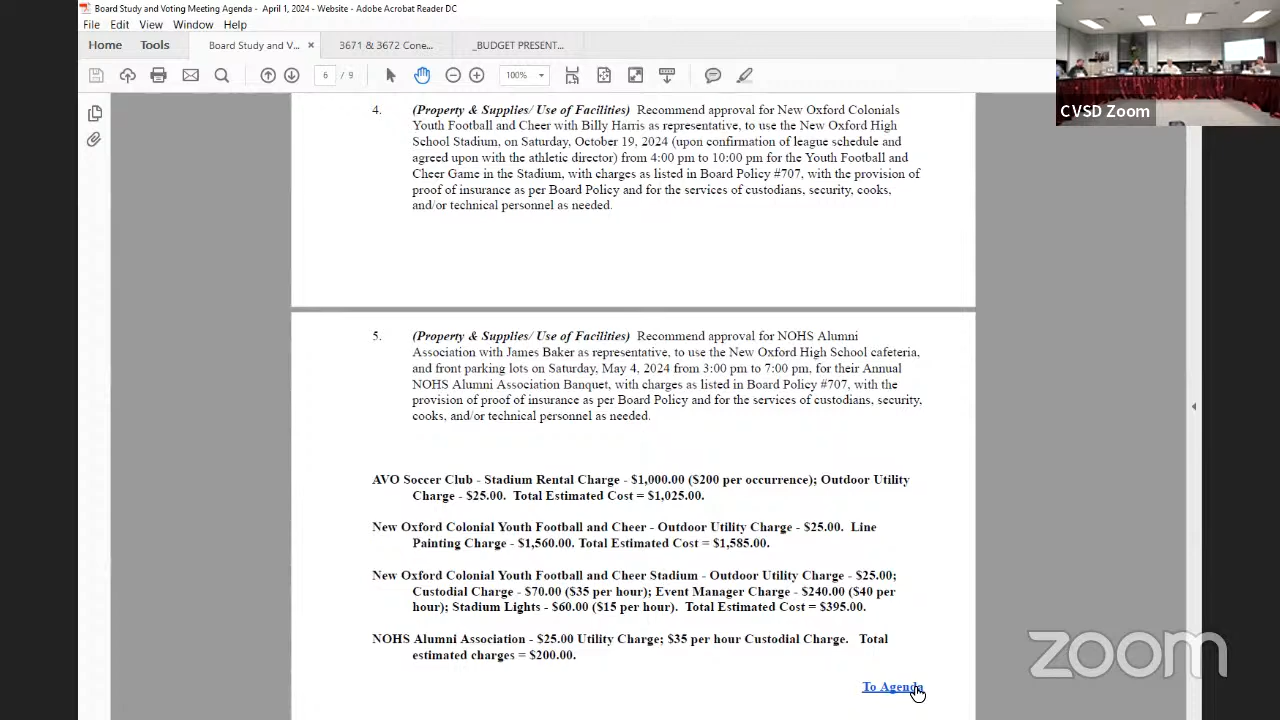 Board Study and Voting Meeting Agenda - April 1, 2024 - Website - Adobe Acrobat Reader DC
File Edit View Window Help
Home Tools Board Study and V... × 3671 & 3672 Cone... _BUDGET PRESENT...
6 / 9 100%
CVSD Zoom
4. (Property & Supplies/ Use of Facilities) Recommend approval for New Oxford Colonials
Youth Football and Cheer with Billy Harris as representative, to use the New Oxford High
School Stadium, on Saturday, October 19, 2024 (upon confirmation of league schedule and
agreed upon with the athletic director) from 4:00 pm to 10:00 pm for the Youth Football and
Cheer Game in the Stadium, with charges as listed in Board Policy #707, with the provision of
proof of insurance as per Board Policy and for the services of custodians, security, cooks,
and/or technical personnel as needed.
5. (Property & Supplies/ Use of Facilities) Recommend approval for NOHS Alumni
Association with James Baker as representative, to use the New Oxford High School cafeteria,
and front parking lots on Saturday, May 4, 2024 from 3:00 pm to 7:00 pm, for their Annual
NOHS Alumni Association Banquet, with charges as listed in Board Policy #707, with the
provision of proof of insurance as per Board Policy and for the services of custodians, security,
cooks, and/or technical personnel as needed.
AVO Soccer Club - Stadium Rental Charge - $1,000.00 ($200 per occurrence); Outdoor Utility
Charge - $25.00. Total Estimated Cost = $1,025.00.
New Oxford Colonial Youth Football and Cheer - Outdoor Utility Charge - $25.00. Line
Painting Charge - $1,560.00. Total Estimated Cost = $1,585.00.
New Oxford Colonial Youth Football and Cheer Stadium - Outdoor Utility Charge - $25.00;
Custodial Charge - $70.00 ($35 per hour); Event Manager Charge - $240.00 ($40 per
hour); Stadium Lights - $60.00 ($15 per hour). Total Estimated Cost = $395.00.
NOHS Alumni Association - $25.00 Utility Charge; $35 per hour Custodial Charge. Total
estimated charges = $200.00.
To Agenda
zoom